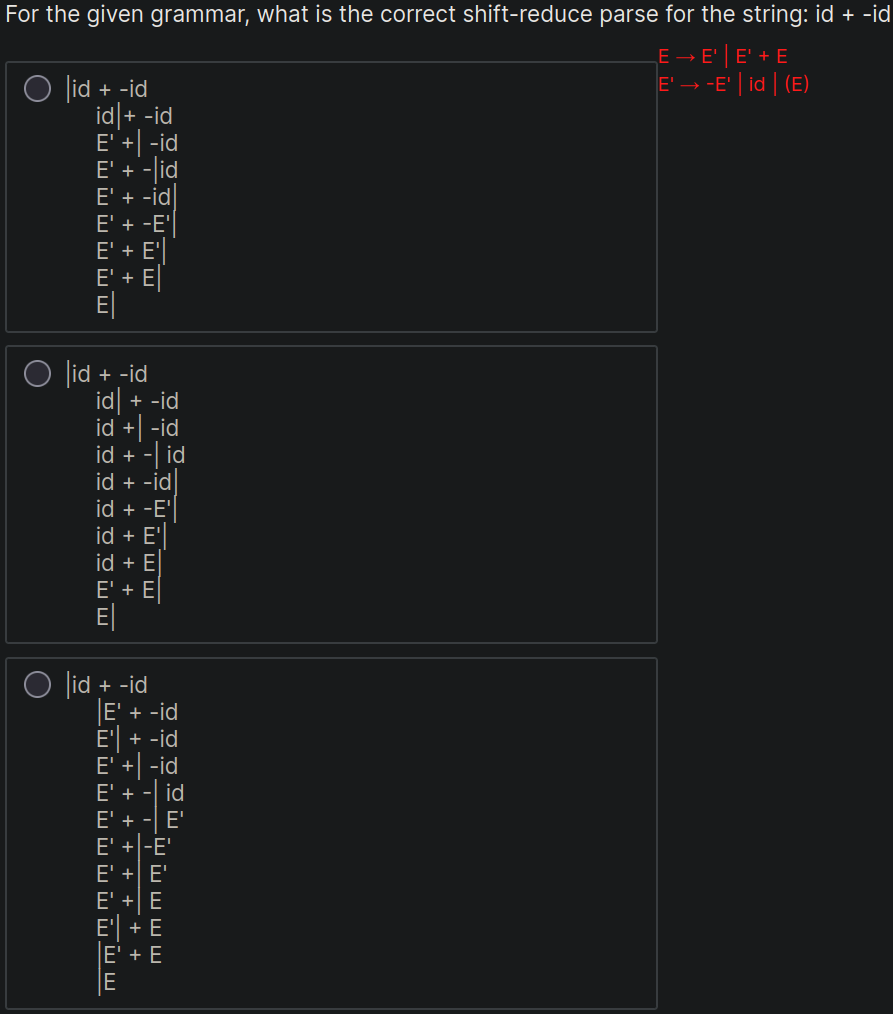 For the given grammar, what is the correct shift-reduce parse for the string: id + -id
E → E' | E' + E
E' → -E' | id | (E)
|id + -id
id|+ -id
E' +| -id
E' + -|id
E' + -id|
E' + -E'|
E' + E'|
E' + E|
E|
|id + -id
id| + -id
id +| -id
id + -| id
id + -id|
id + -E'|
id + E'|
id + E|
E' + E|
E|
|id + -id
|E' + -id
E'| + -id
E' +| -id
E' + -| id
E' + -| E'
E' +|-E'
E' +| E'
E' +| E
E'| + E
|E' + E
|E